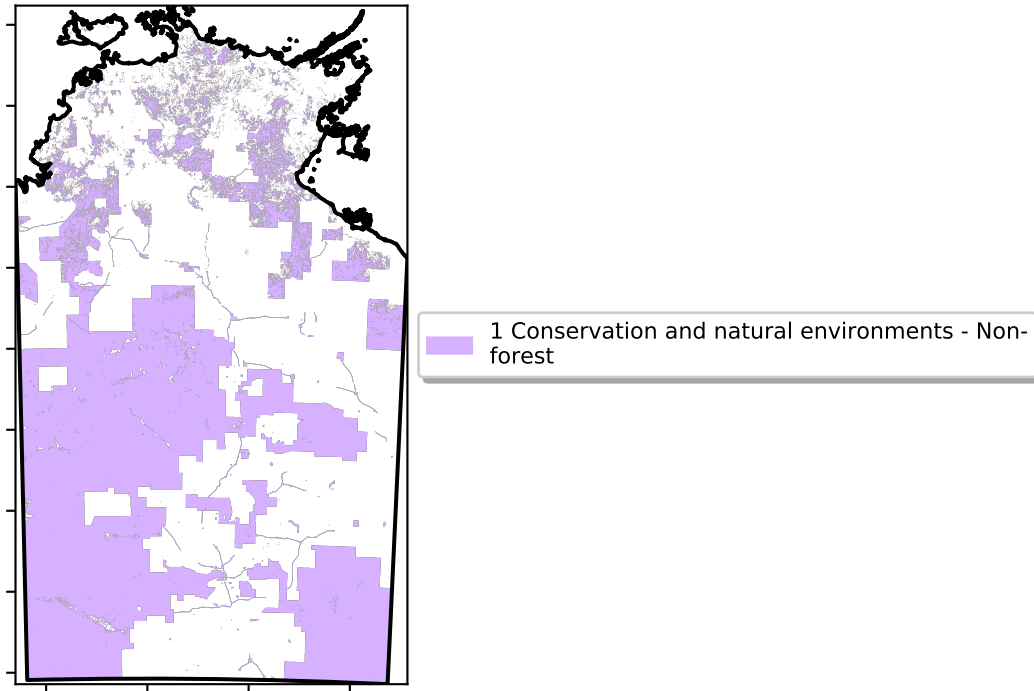 1 Conservation and natural environments - Non-
forest